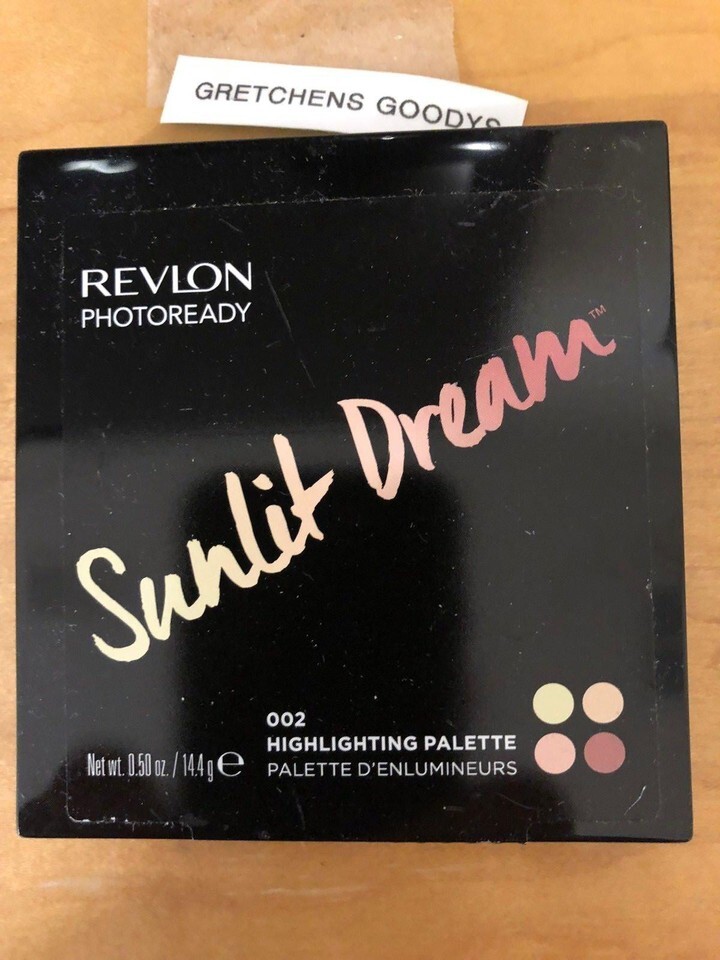 GRETCHENS GOODYS
REVLON
PHOTOREADY
Sunlit Dream™
002
HIGHLIGHTING PALETTE
PALETTE D'ENLUMINEURS
Net wt. 0.50 oz. / 14.4 g ℮